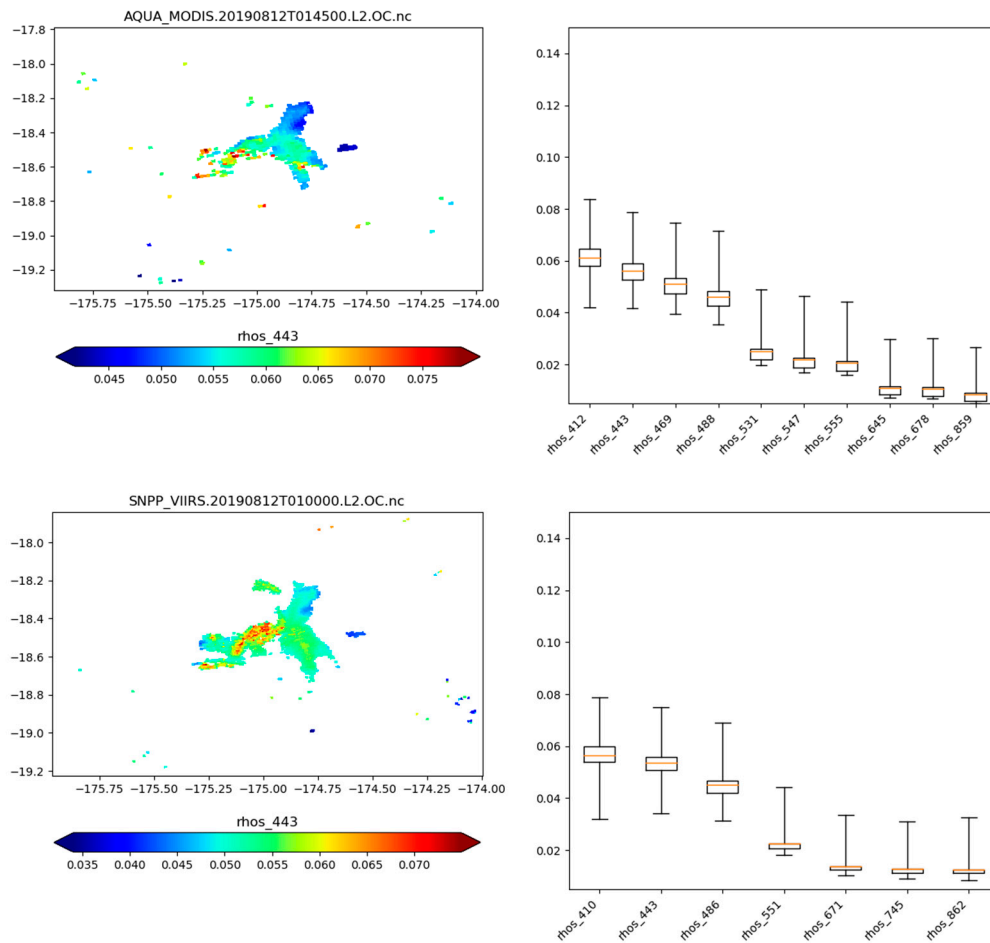 AQUA_MODIS.20190812T014500.L2.OC.nc
−17.8
−18.0
−18.2
−18.4
−18.6
−18.8
−19.0
−19.2
−175.75 −175.50 −175.25 −175.00 −174.75 −174.50 −174.25 −174.00
rhos_443
0.045 0.050 0.055 0.060 0.065 0.070 0.075
0.14
0.12
0.10
0.08
0.06
0.04
0.02
rhos_412 rhos_443 rhos_469 rhos_488 rhos_531 rhos_547 rhos_555 rhos_645 rhos_678 rhos_859
SNPP_VIIRS.20190812T010000.L2.OC.nc
−18.0
−18.2
−18.4
−18.6
−18.8
−19.0
−19.2
−175.75 −175.50 −175.25 −175.00 −174.75 −174.50 −174.25 −174.00
rhos_443
0.035 0.040 0.045 0.050 0.055 0.060 0.065 0.070
0.14
0.12
0.10
0.08
0.06
0.04
0.02
rhos_410 rhos_443 rhos_486 rhos_551 rhos_671 rhos_745 rhos_862